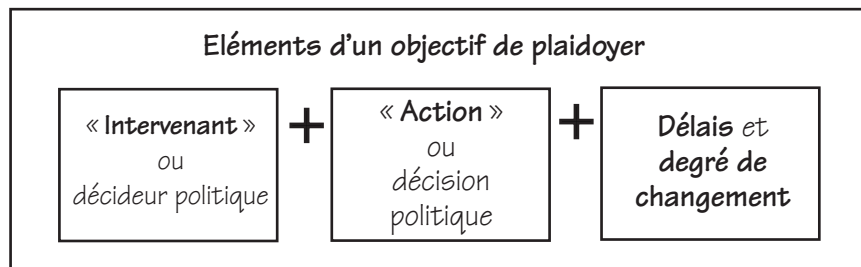 Eléments d'un objectif de plaidoyer
« Intervenant »
ou
décideur politique
+
« Action »
ou
décision
politique
+
Délais et
degré de
changement